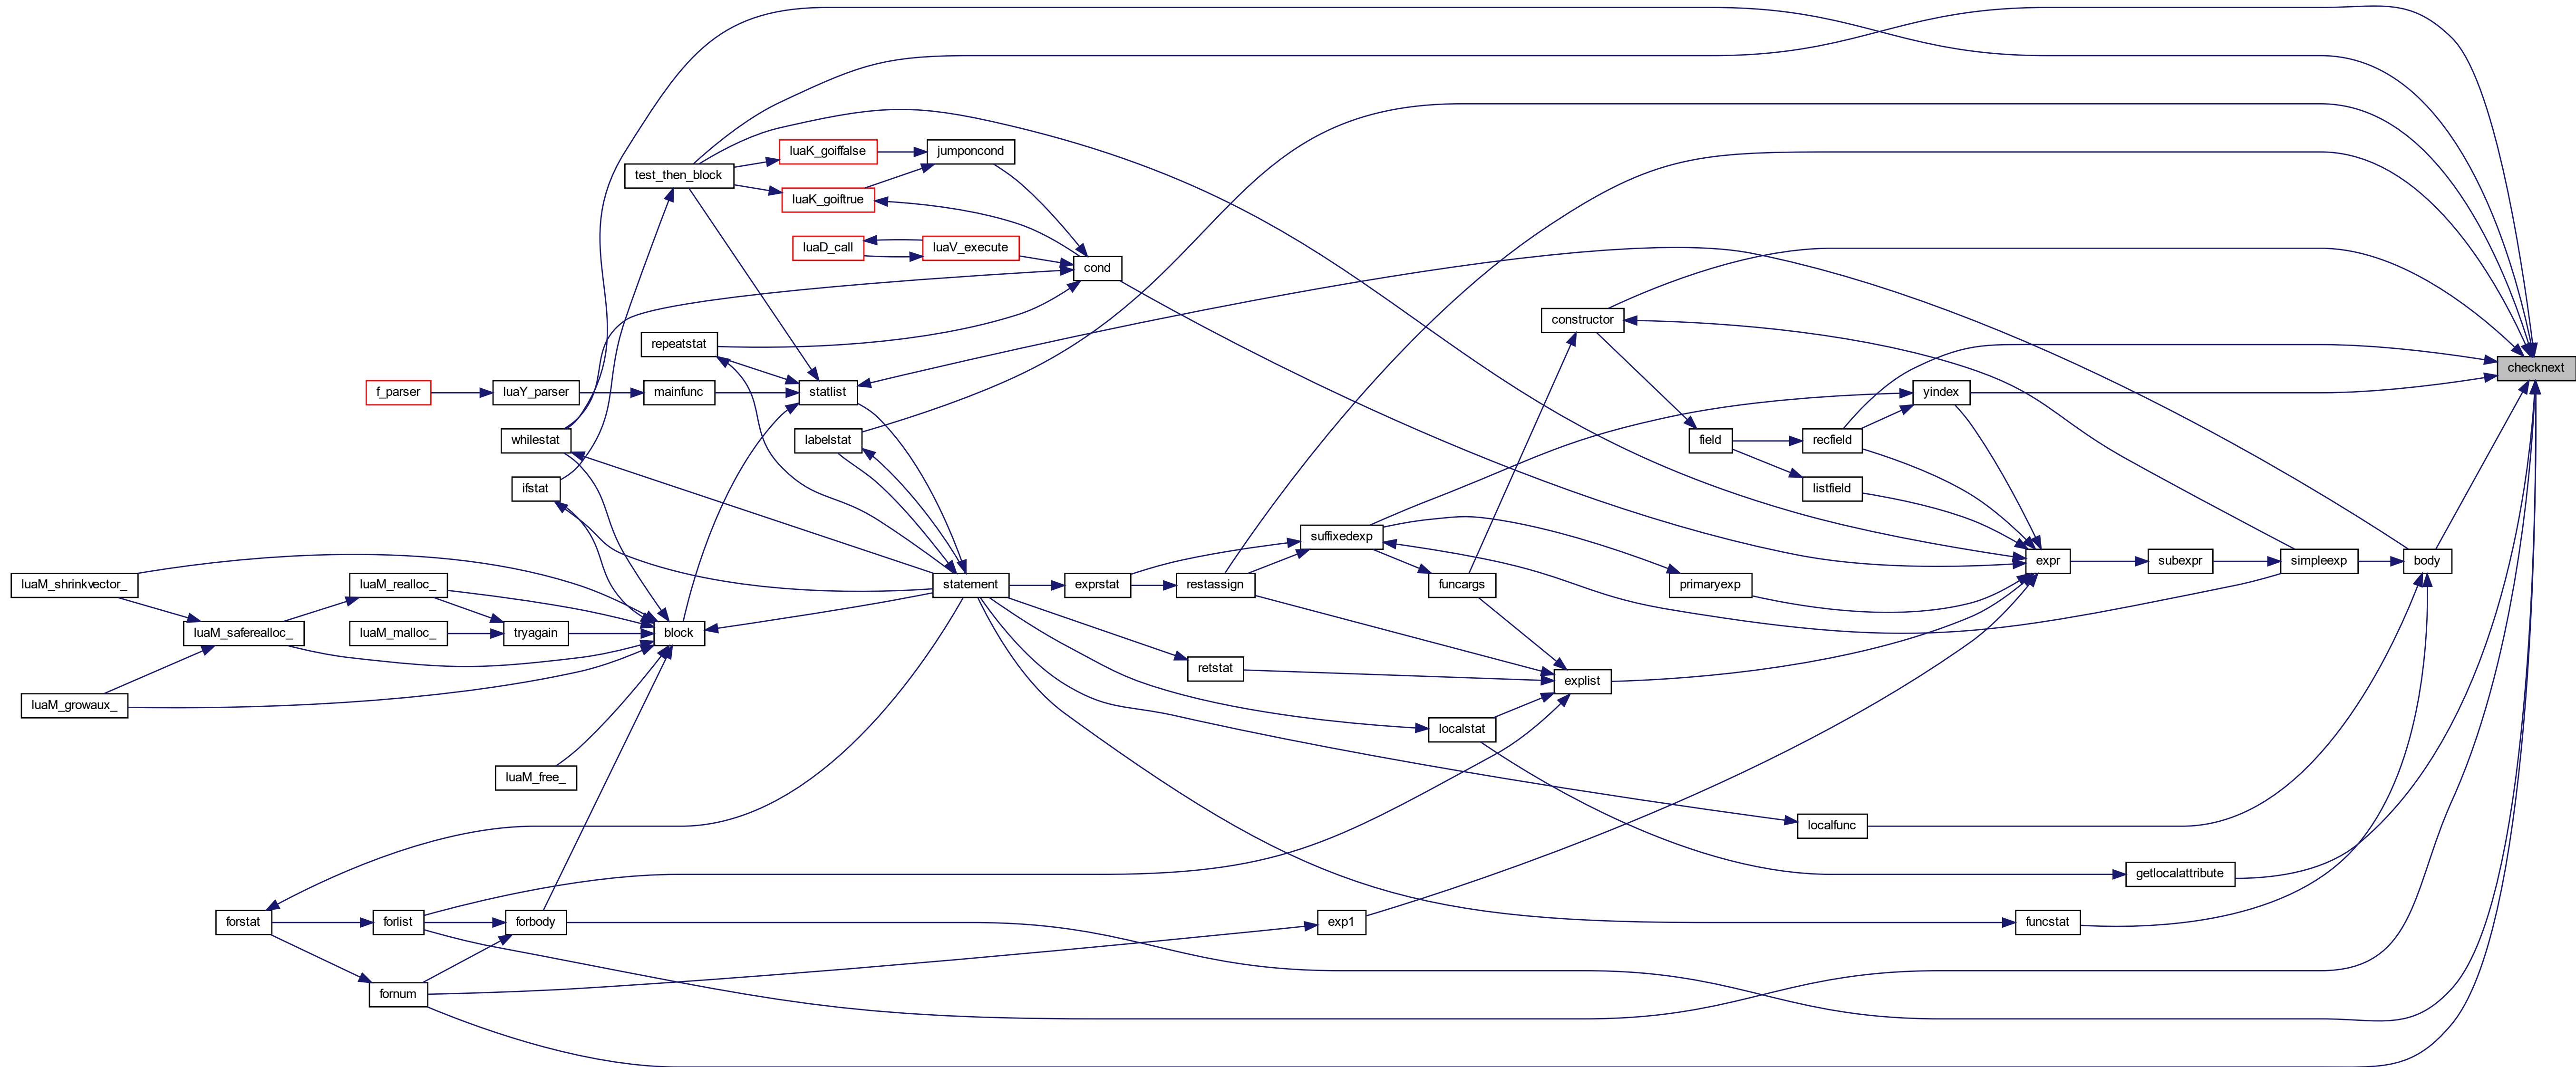 luaK_goiffalse
jumponcond
test_then_block
luaK_goiftrue
luaD_call
luaV_execute
cond
constructor
repeatstat
checknext
f_parser
luaY_parser
mainfunc
statlist
yindex
whilestat
labelstat
field
recfield
ifstat
listfield
suffixedexp
expr
subexpr
simpleexp
body
luaM_shrinkvector_
luaM_realloc_
statement
exprstat
restassign
funcargs
primaryexp
luaM_saferealloc_
luaM_malloc_
tryagain
block
retstat
explist
luaM_growaux_
localstat
luaM_free_
localfunc
getlocalattribute
forstat
forlist
forbody
exp1
funcstat
fornum